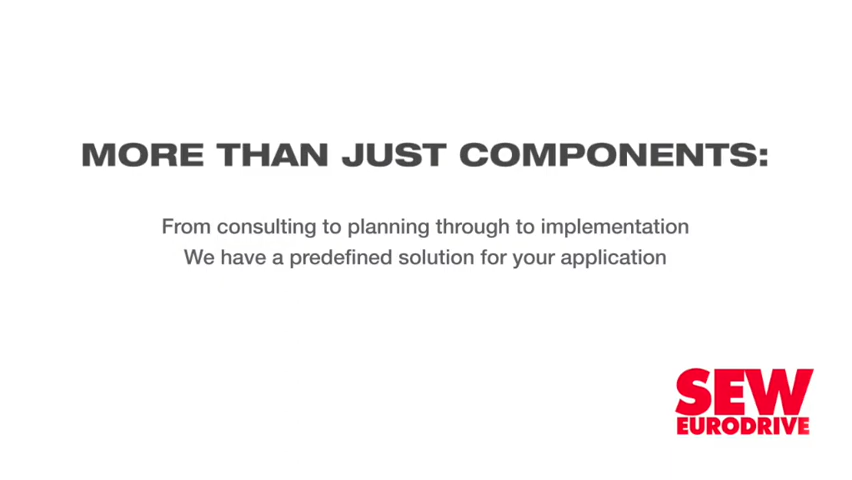 MORE THAN JUST COMPONENTS:
From consulting to planning through to implementation
We have a predefined solution for your application
SEW
EURODRIVE